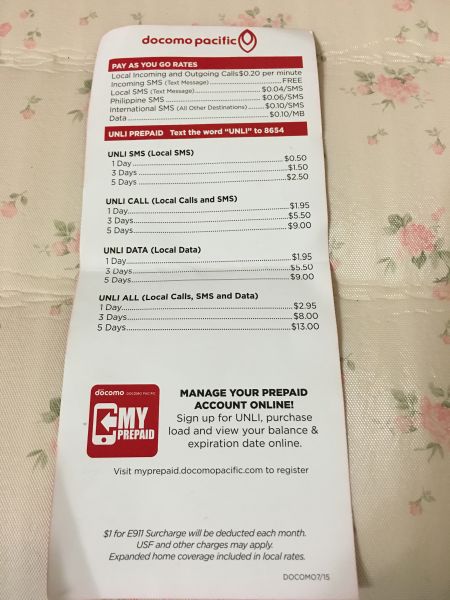 docomo pacific
PAY AS YOU GO RATES
Local Incoming and Outgoing Calls$0.20 per minute
Incoming SMS (Text Message)....................FREE
Local SMS (Text Message)....................$0.04/SMS
Philippine SMS....................$0.06/SMS
International SMS (All Other Destinations)....................$0.10/SMS
Data....................$0.10/MB
UNLI PREPAID Text the word "UNLI" to 8654
UNLI SMS (Local SMS)
1 Day....................$0.50
3 Days....................$1.50
5 Days....................$2.50
UNLI CALL (Local Calls and SMS)
1 Day....................$1.95
3 Days....................$5.50
5 Days....................$9.00
UNLI DATA (Local Data)
1 Day....................$1.95
3 Days....................$5.50
5 Days....................$9.00
UNLI ALL (Local Calls, SMS and Data)
1 Day....................$2.95
3 Days....................$8.00
5 Days....................$13.00
docomo DOCOMO PACIFIC
MY
PREPAID
MANAGE YOUR PREPAID
ACCOUNT ONLINE!
Sign up for UNLI, purchase
load and view your balance &
expiration date online.
Visit myprepaid.docomopacific.com to register
$1 for E911 Surcharge will be deducted each month.
USF and other charges may apply.
Expanded home coverage included in local rates.
DOCOMO7/15